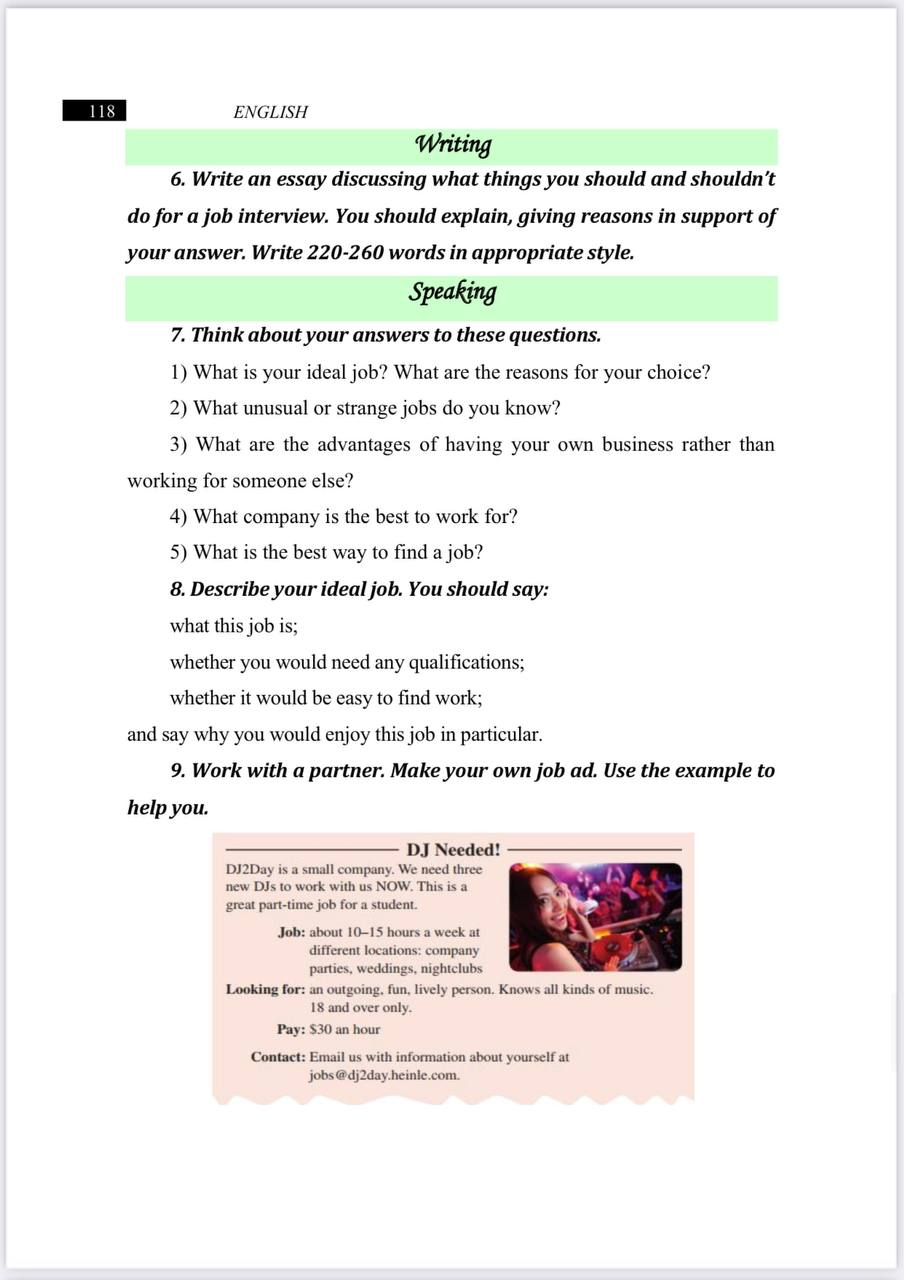 118 ENGLISH
Writing
6. Write an essay discussing what things you should and shouldn't
do for a job interview. You should explain, giving reasons in support of
your answer. Write 220-260 words in appropriate style.
Speaking
7. Think about your answers to these questions.
1) What is your ideal job? What are the reasons for your choice?
2) What unusual or strange jobs do you know?
3) What are the advantages of having your own business rather than
working for someone else?
4) What company is the best to work for?
5) What is the best way to find a job?
8. Describe your ideal job. You should say:
what this job is;
whether you would need any qualifications;
whether it would be easy to find work;
and say why you would enjoy this job in particular.
9. Work with a partner. Make your own job ad. Use the example to
help you.
DJ Needed!
DJ2Day is a small company. We need three
new DJs to work with us NOW. This is a
great part-time job for a student.
Job: about 10–15 hours a week at
different locations: company
parties, weddings, nightclubs
Looking for: an outgoing, fun, lively person. Knows all kinds of music.
18 and over only.
Pay: $30 an hour
Contact: Email us with information about yourself at
jobs@dj2day.heinle.com.